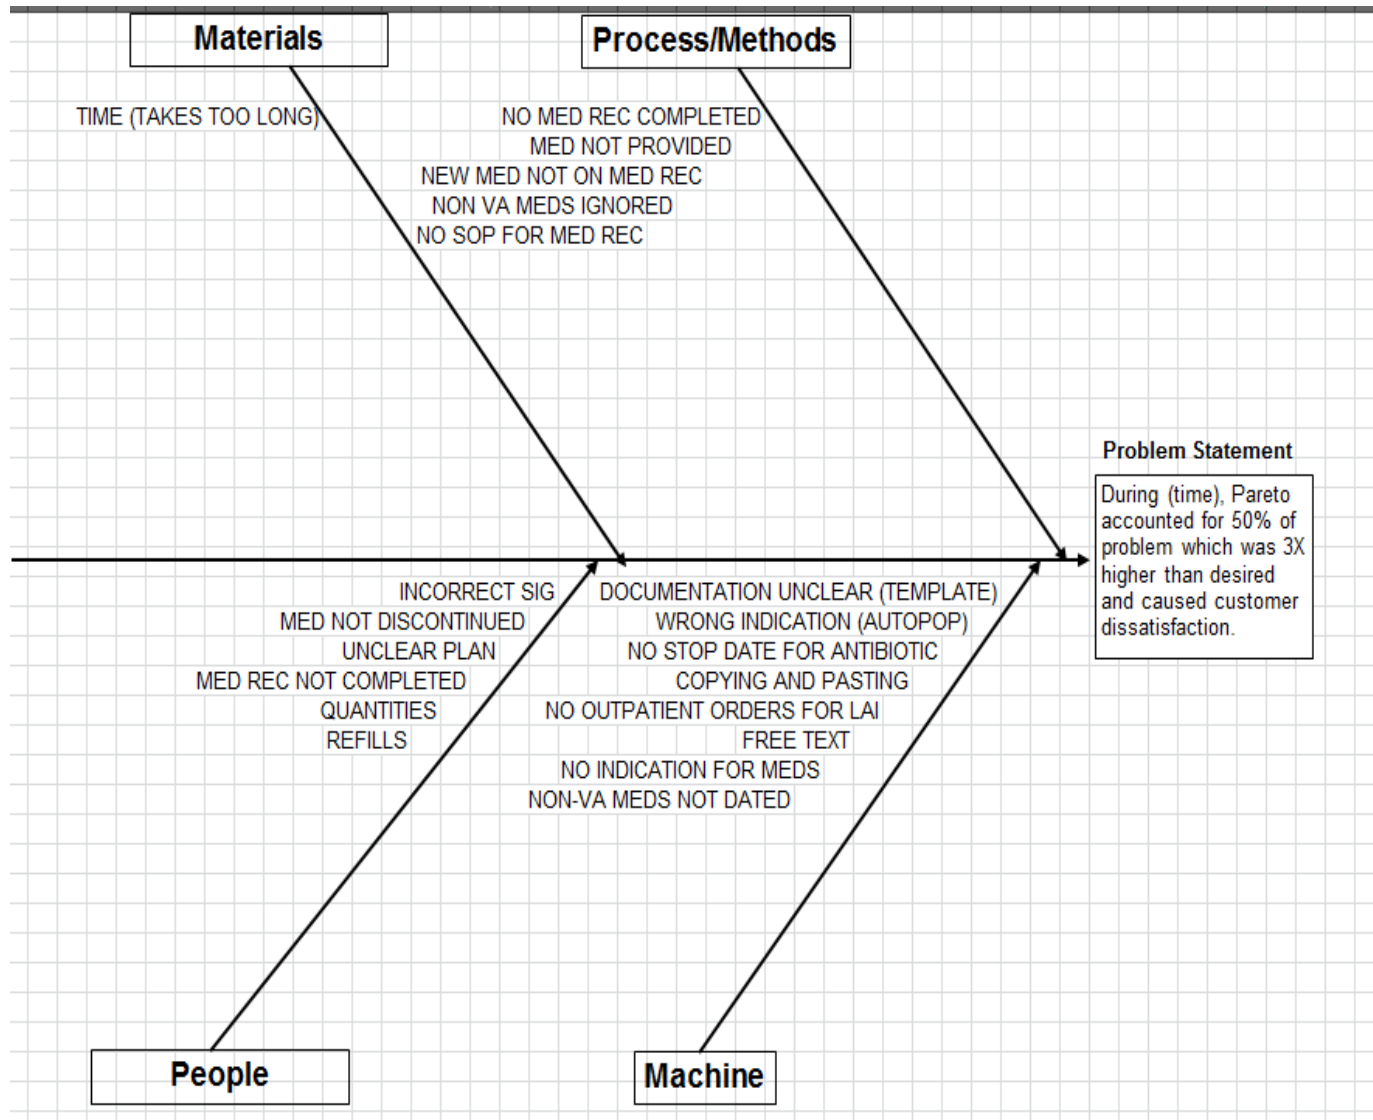 Materials
Process/Methods
TIME (TAKES TOO LONG)
NO MED REC COMPLETED
MED NOT PROVIDED
NEW MED NOT ON MED REC
NON VA MEDS IGNORED
NO SOP FOR MED REC
Problem Statement
During (time), Pareto
accounted for 50% of
problem which was 3X
higher than desired
and caused customer
dissatisfaction.
INCORRECT SIG
MED NOT DISCONTINUED
UNCLEAR PLAN
MED REC NOT COMPLETED
QUANTITIES
REFILLS
DOCUMENTATION UNCLEAR (TEMPLATE)
WRONG INDICATION (AUTOPOP)
NO STOP DATE FOR ANTIBIOTIC
COPYING AND PASTING
NO OUTPATIENT ORDERS FOR LAI
FREE TEXT
NO INDICATION FOR MEDS
NON-VA MEDS NOT DATED
People
Machine